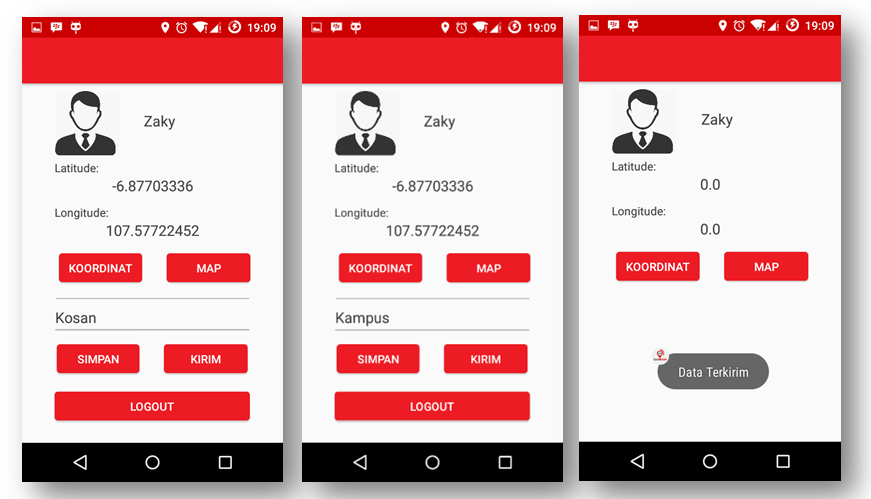 19:09
Zaky
Latitude:
-6.87703336
Longitude:
107.57722452
KOORDINAT MAP
Kosan
SIMPAN KIRIM
LOGOUT
19:09
Zaky
Latitude:
-6.87703336
Longitude:
107.57722452
KOORDINAT MAP
Kampus
SIMPAN KIRIM
LOGOUT
19:09
Zaky
Latitude:
0.0
Longitude:
0.0
KOORDINAT MAP
Data Terkirim